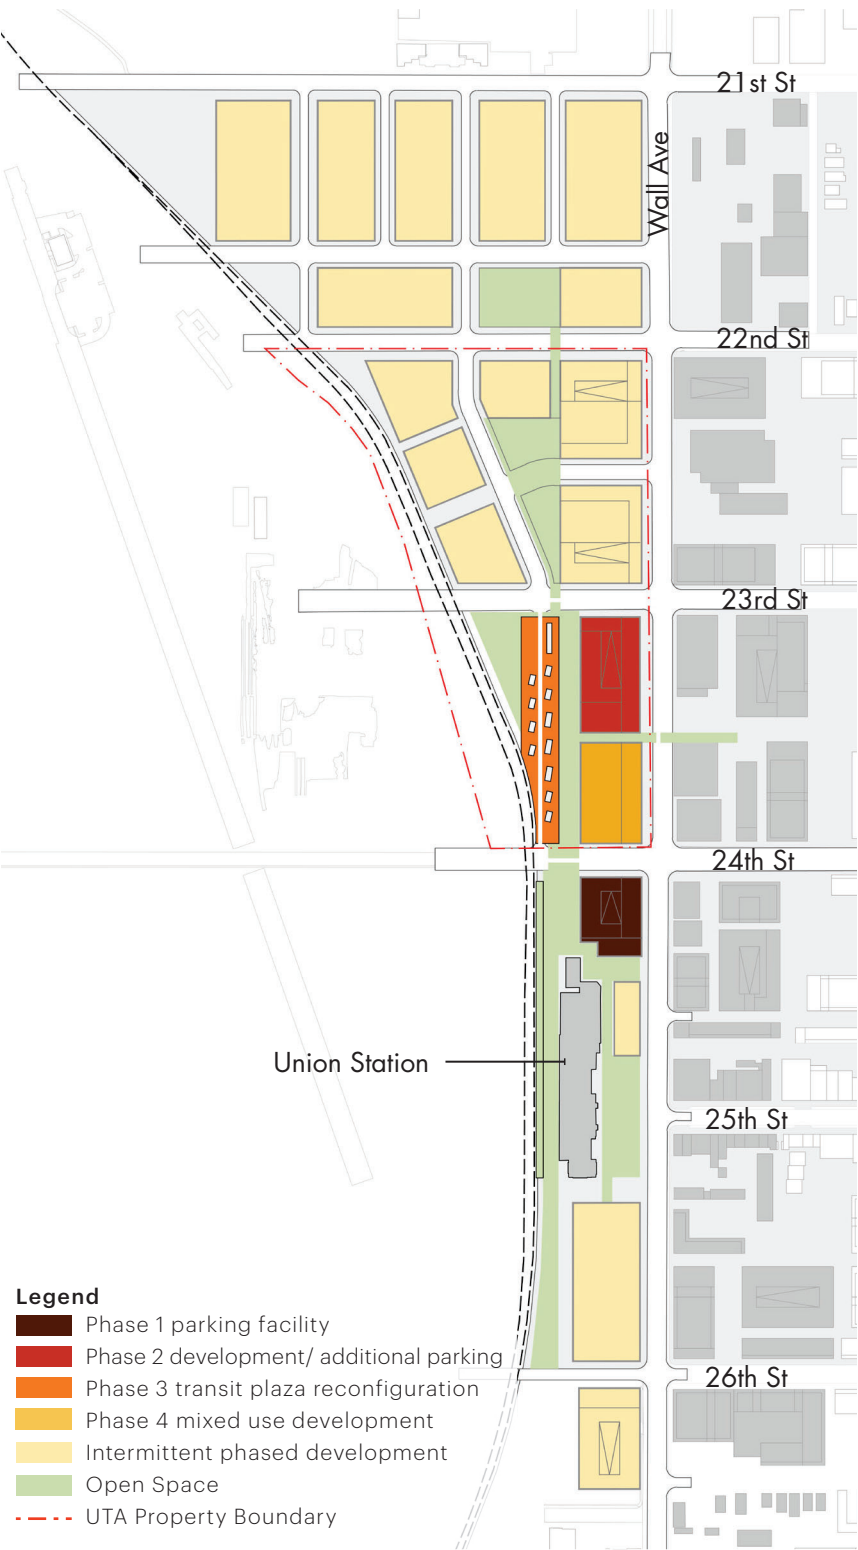 21st St
Wall Ave
22nd St
23rd St
24th St
Union Station
25th St
Legend
Phase 1 parking facility
Phase 2 development/ additional parking
Phase 3 transit plaza reconfiguration
26th St
Phase 4 mixed use development
Intermittent phased development
Open Space
UTA Property Boundary